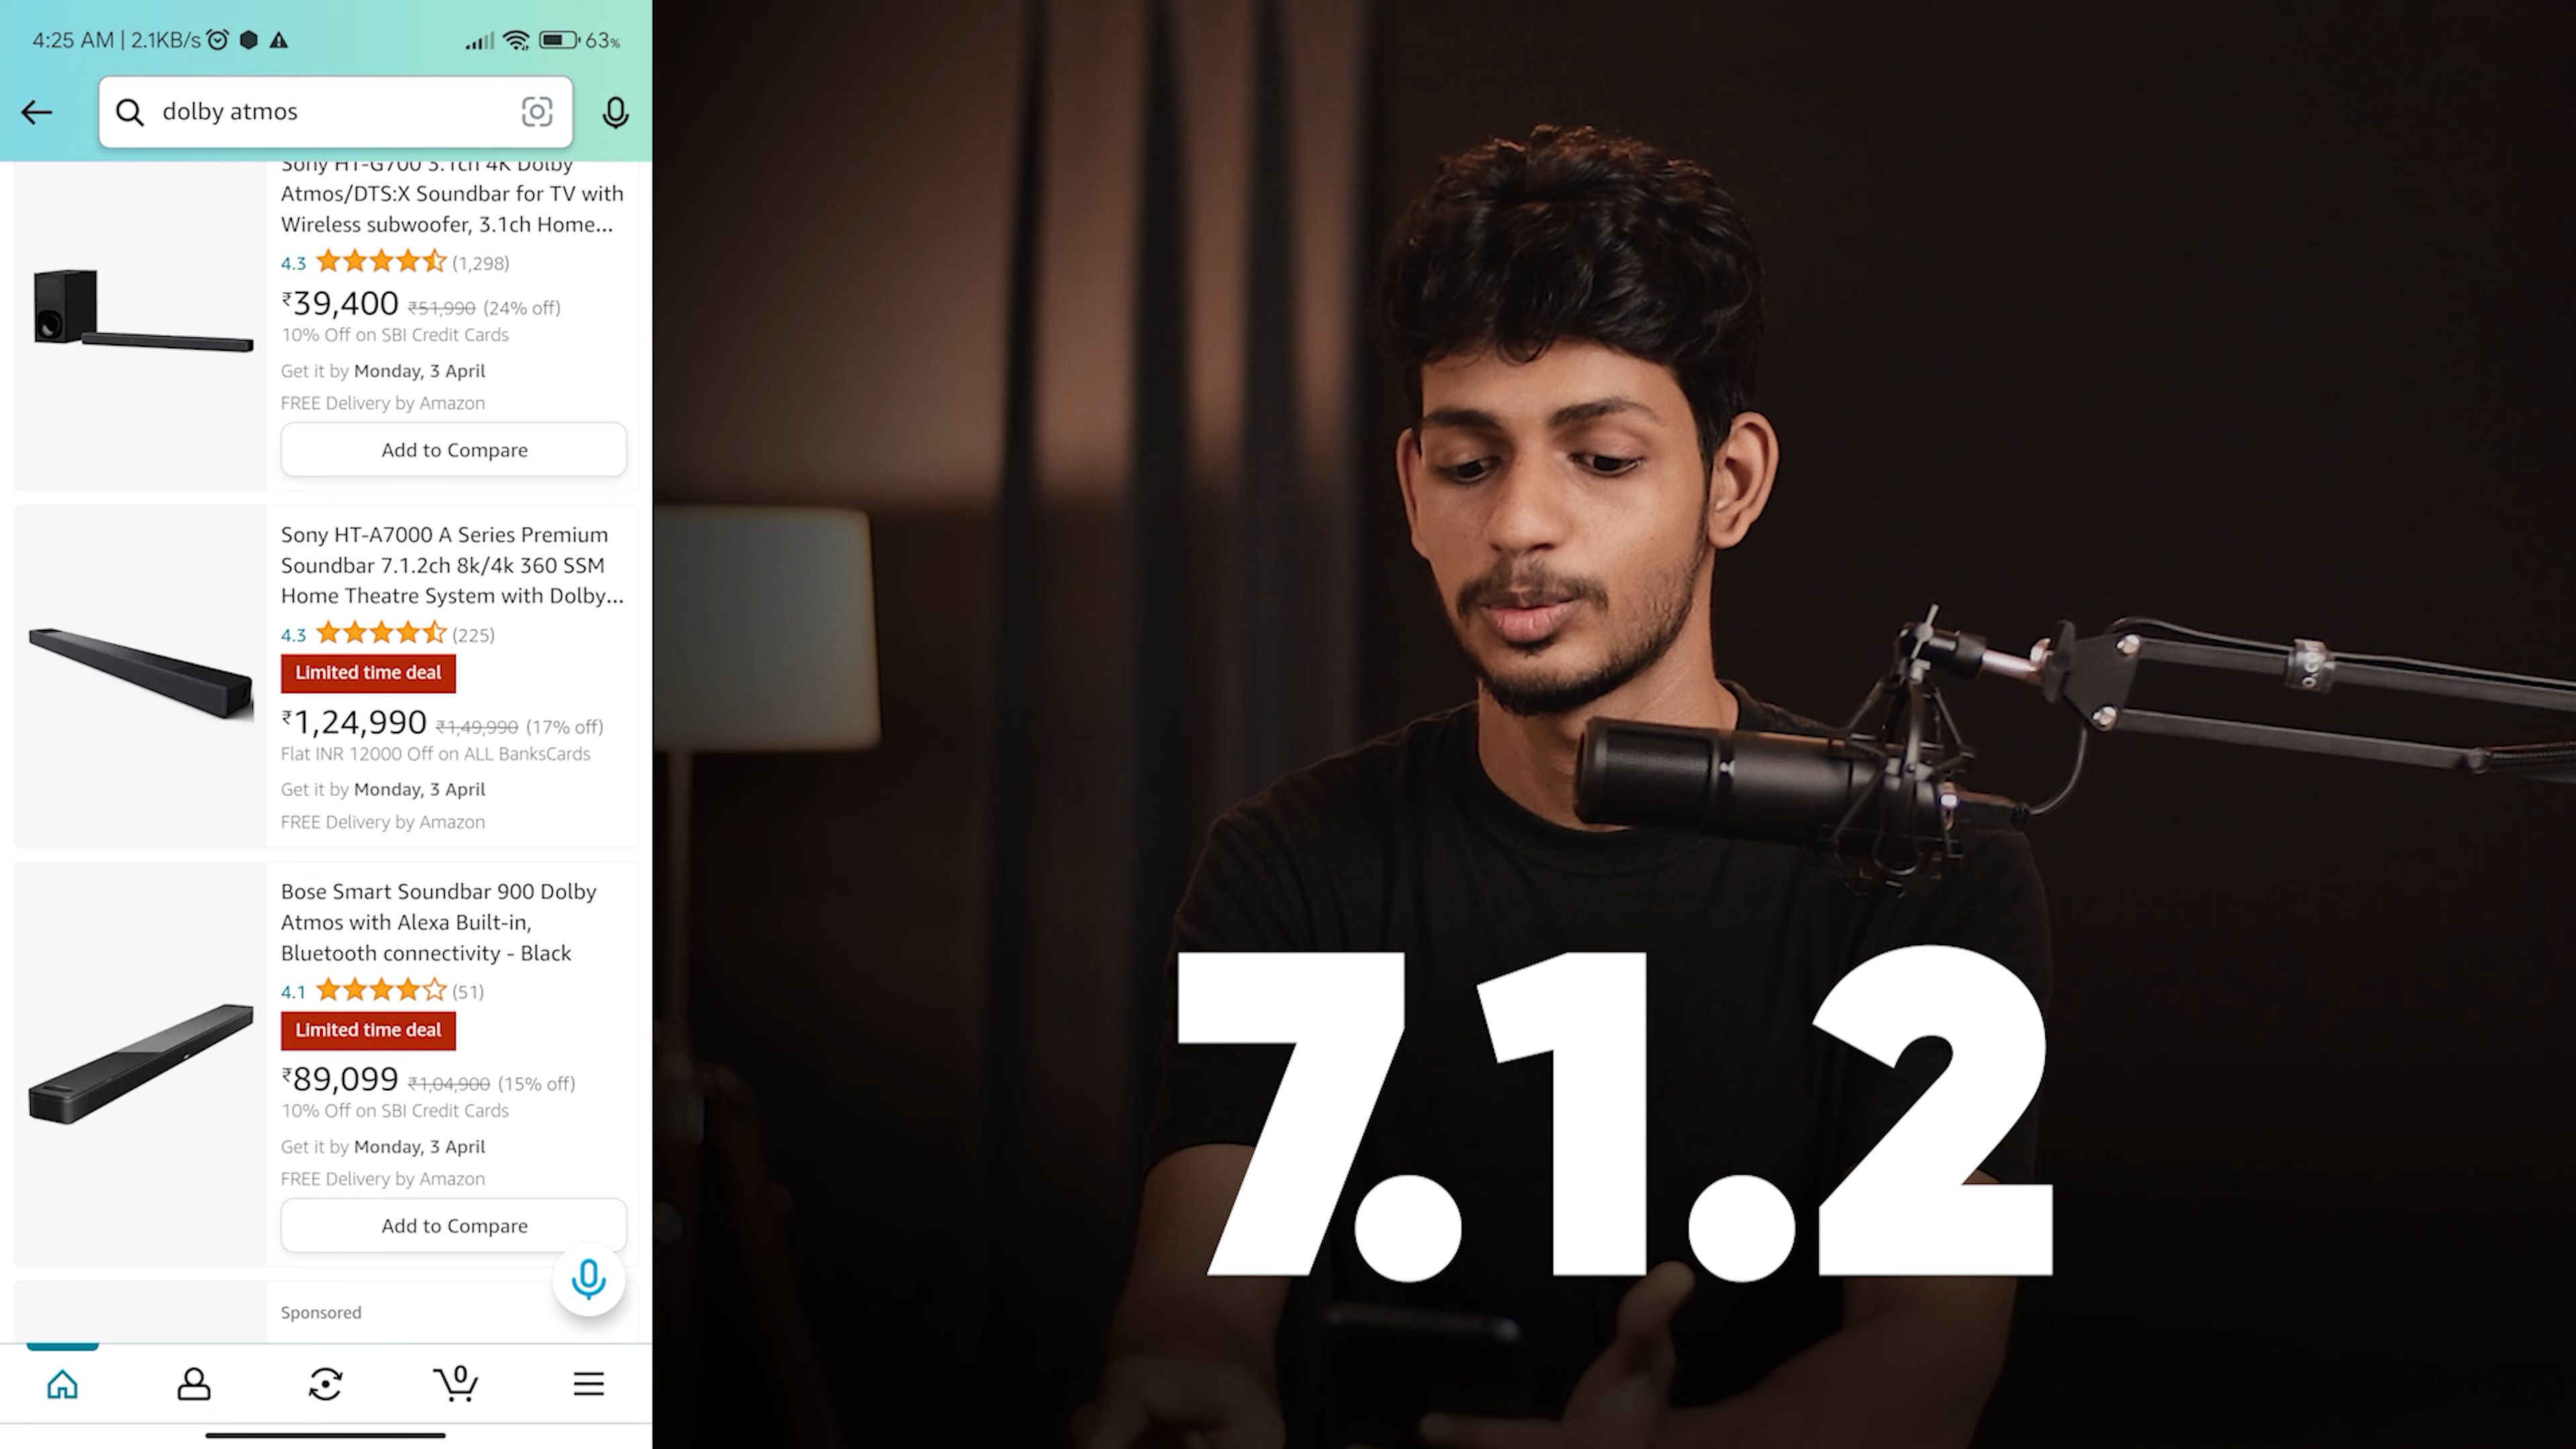 4:25 AM | 2.1KB/s
63%
dolby atmos
Sony HT-G700 3.1ch 4K Dolby
Atmos/DTS:X Soundbar for TV with
Wireless subwoofer, 3.1ch Home...
4.3 (1,298)
₹39,400 ₹51,990 (24% off)
10% Off on SBI Credit Cards
Get it by Monday, 3 April
FREE Delivery by Amazon
Add to Compare
Sony HT-A7000 A Series Premium
Soundbar 7.1.2ch 8k/4k 360 SSM
Home Theatre System with Dolby...
4.3 (225)
Limited time deal
₹1,24,990 ₹1,49,990 (17% off)
Flat INR 12000 Off on ALL BanksCards
Get it by Monday, 3 April
FREE Delivery by Amazon
Bose Smart Soundbar 900 Dolby
Atmos with Alexa Built-in,
Bluetooth connectivity - Black
4.1 (51)
Limited time deal
₹89,099 ₹1,04,900 (15% off)
10% Off on SBI Credit Cards
Get it by Monday, 3 April
FREE Delivery by Amazon
Add to Compare
Sponsored
0
7.1.2